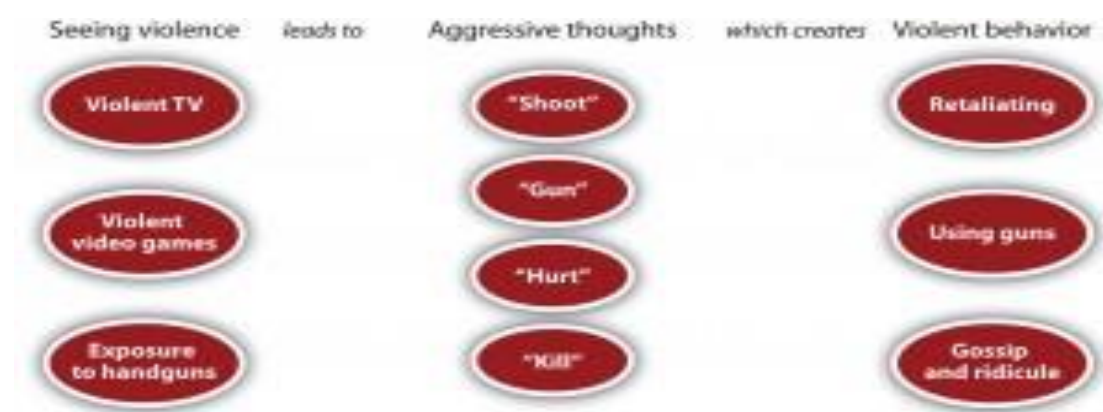 Seeing violence leads to Aggressive thoughts which creates Violent behavior
Violent TV
"Shoot"
Retaliating
"Gun"
Violent
video games
Using guns
"Hurt"
Exposure
to handguns
"Kill"
Gossip
and ridicule